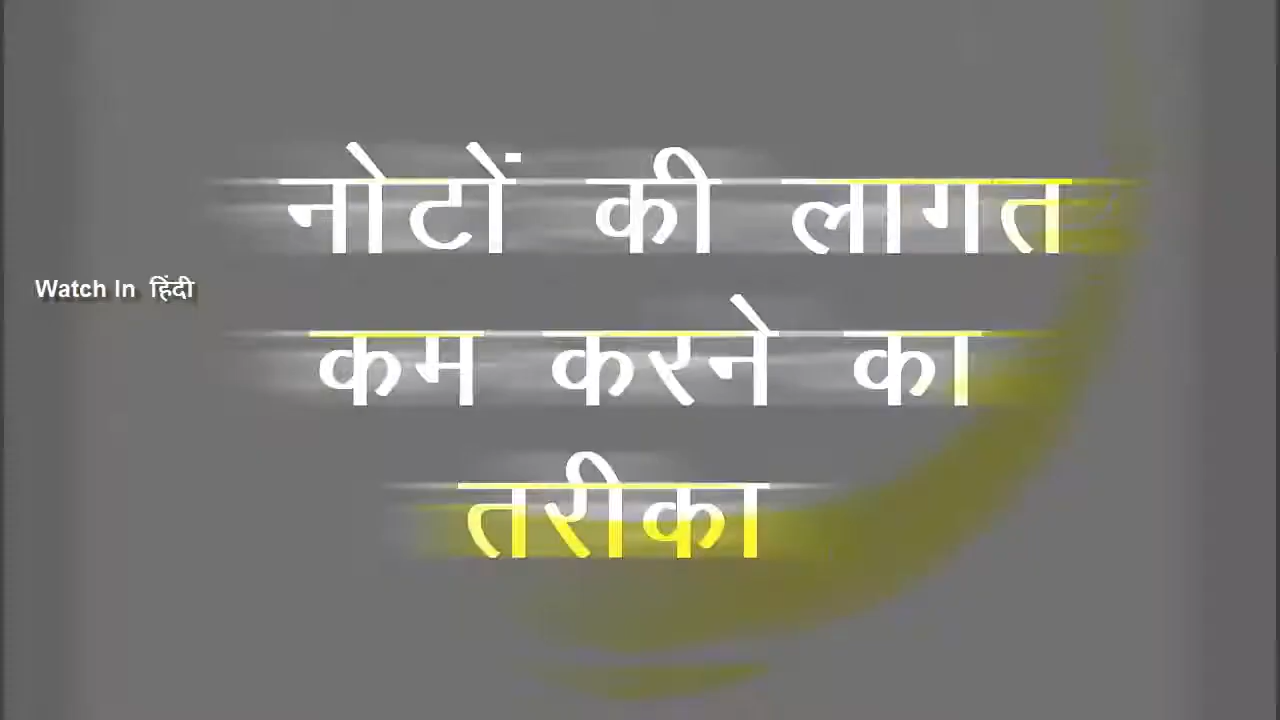 नोटों की लागत
Watch In हिंदी
कम करने का
तरीका